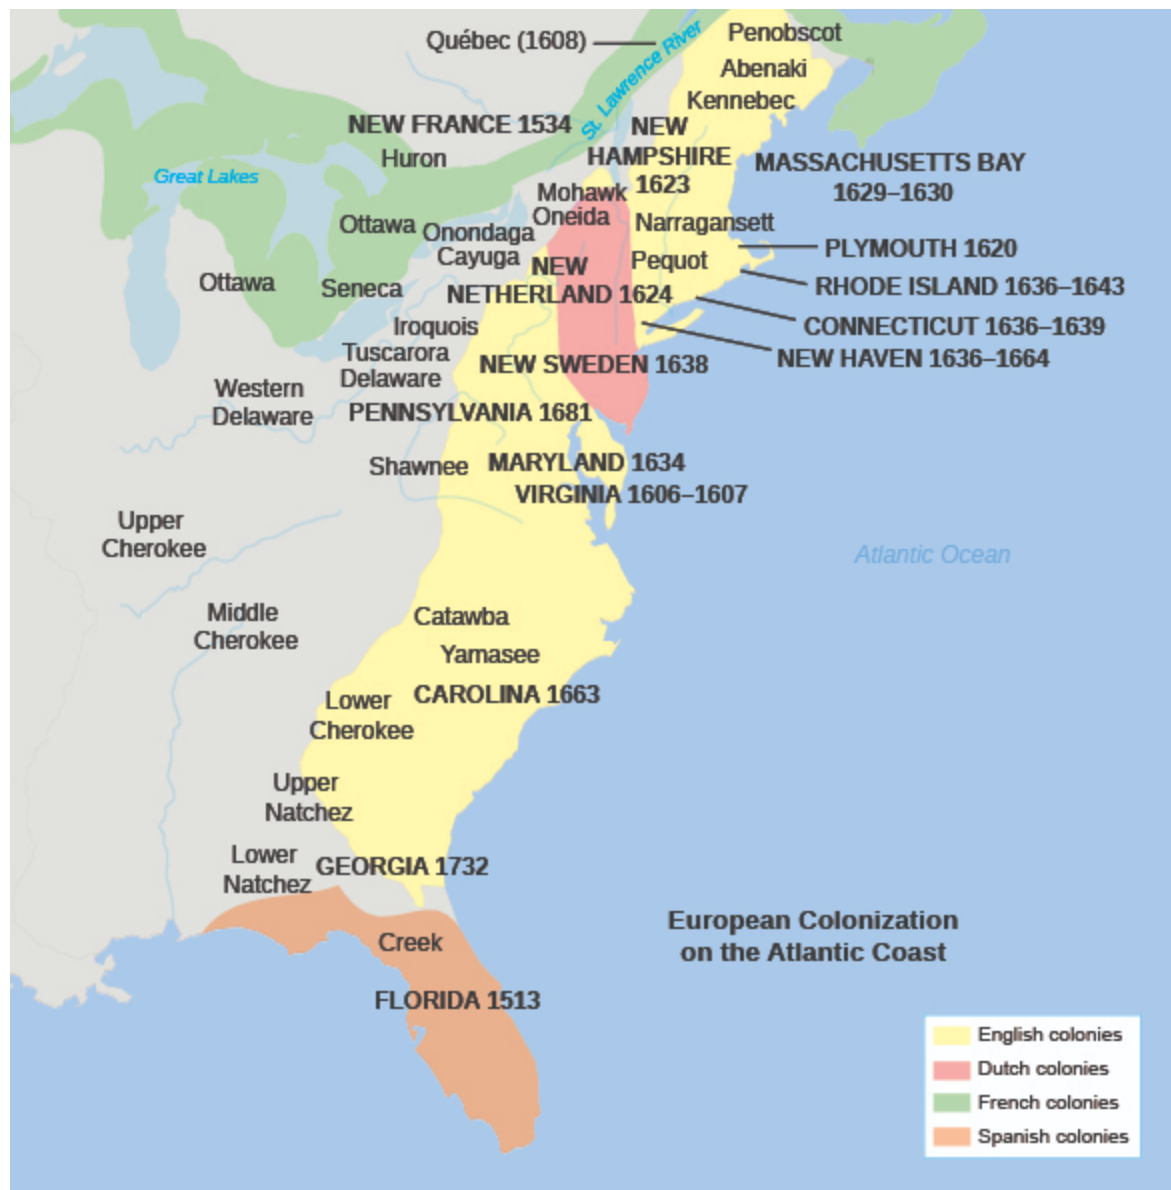 Québec (1608)
St. Lawrence River
Penobscot
Abenaki
Kennebec
NEW FRANCE 1534
NEW
HAMPSHIRE
1623
Huron
MASSACHUSETTS BAY
1629–1630
Great Lakes
Mohawk
Oneida
Ottawa
Onondaga
Cayuga
Narragansett
PLYMOUTH 1620
Pequot
NEW
NETHERLAND 1624
Ottawa
Seneca
RHODE ISLAND 1636–1643
Iroquois
CONNECTICUT 1636–1639
Tuscarora
Delaware
NEW SWEDEN 1638
NEW HAVEN 1636–1664
Western
Delaware
PENNSYLVANIA 1681
Shawnee
MARYLAND 1634
VIRGINIA 1606–1607
Upper
Cherokee
Atlantic Ocean
Middle
Cherokee
Catawba
Yamasee
Lower
Cherokee
CAROLINA 1663
Upper
Natchez
Lower
Natchez
GEORGIA 1732
Creek
FLORIDA 1513
European Colonization
on the Atlantic Coast
English colonies
Dutch colonies
French colonies
Spanish colonies